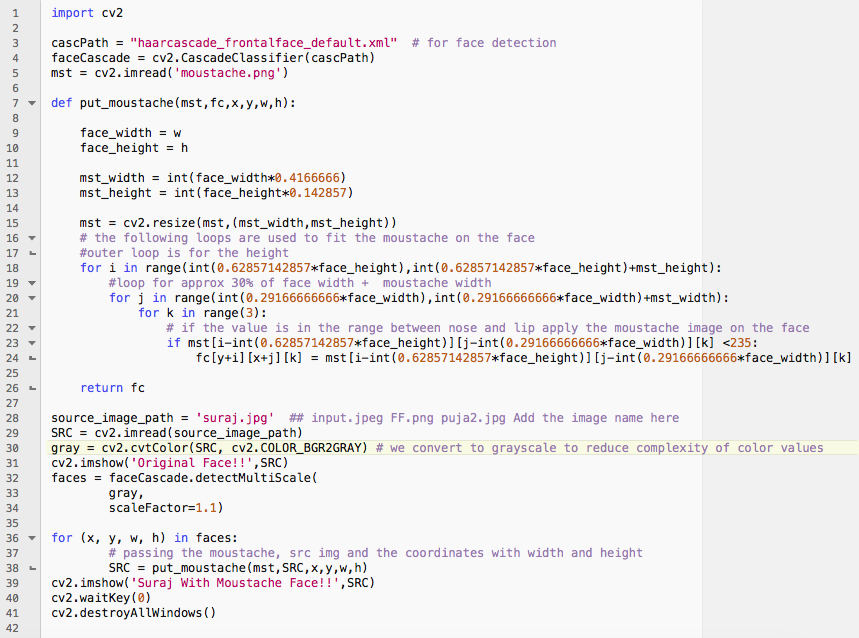 1 import cv2
2
3 cascPath = "haarcascade_frontalface_default.xml"  # for face detection
4 faceCascade = cv2.CascadeClassifier(cascPath)
5 mst = cv2.imread('moustache.png')
6
7 def put_moustache(mst,fc,x,y,w,h):
8
9     face_width = w
10     face_height = h
11
12     mst_width = int(face_width*0.4166666)
13     mst_height = int(face_height*0.142857)
14
15     mst = cv2.resize(mst,(mst_width,mst_height))
16     # the following loops are used to fit the moustache on the face
17     #outer loop is for the height
18     for i in range(int(0.62857142857*face_height),int(0.62857142857*face_height)+mst_height):
19         #loop for approx 30% of face width +  moustache width
20         for j in range(int(0.29166666666*face_width),int(0.29166666666*face_width)+mst_width):
21             for k in range(3):
22                 # if the value is in the range between nose and lip apply the moustache image on the face
23                 if mst[i-int(0.62857142857*face_height)][j-int(0.29166666666*face_width)][k] <235:
24                     fc[y+i][x+j][k] = mst[i-int(0.62857142857*face_height)][j-int(0.29166666666*face_width)][k]
25
26     return fc
27
28 source_image_path = 'suraj.jpg'  ## input.jpeg FF.png puja2.jpg Add the image name here
29 SRC = cv2.imread(source_image_path)
30 gray = cv2.cvtColor(SRC, cv2.COLOR_BGR2GRAY) # we convert to grayscale to reduce complexity of color values
31 cv2.imshow('Original Face!!',SRC)
32 faces = faceCascade.detectMultiScale(
33         gray,
34         scaleFactor=1.1)
35
36 for (x, y, w, h) in faces:
37         # passing the moustache, src img and the coordinates with width and height
38         SRC = put_moustache(mst,SRC,x,y,w,h)
39 cv2.imshow('Suraj With Moustache Face!!',SRC)
40 cv2.waitKey(0)
41 cv2.destroyAllWindows()
42